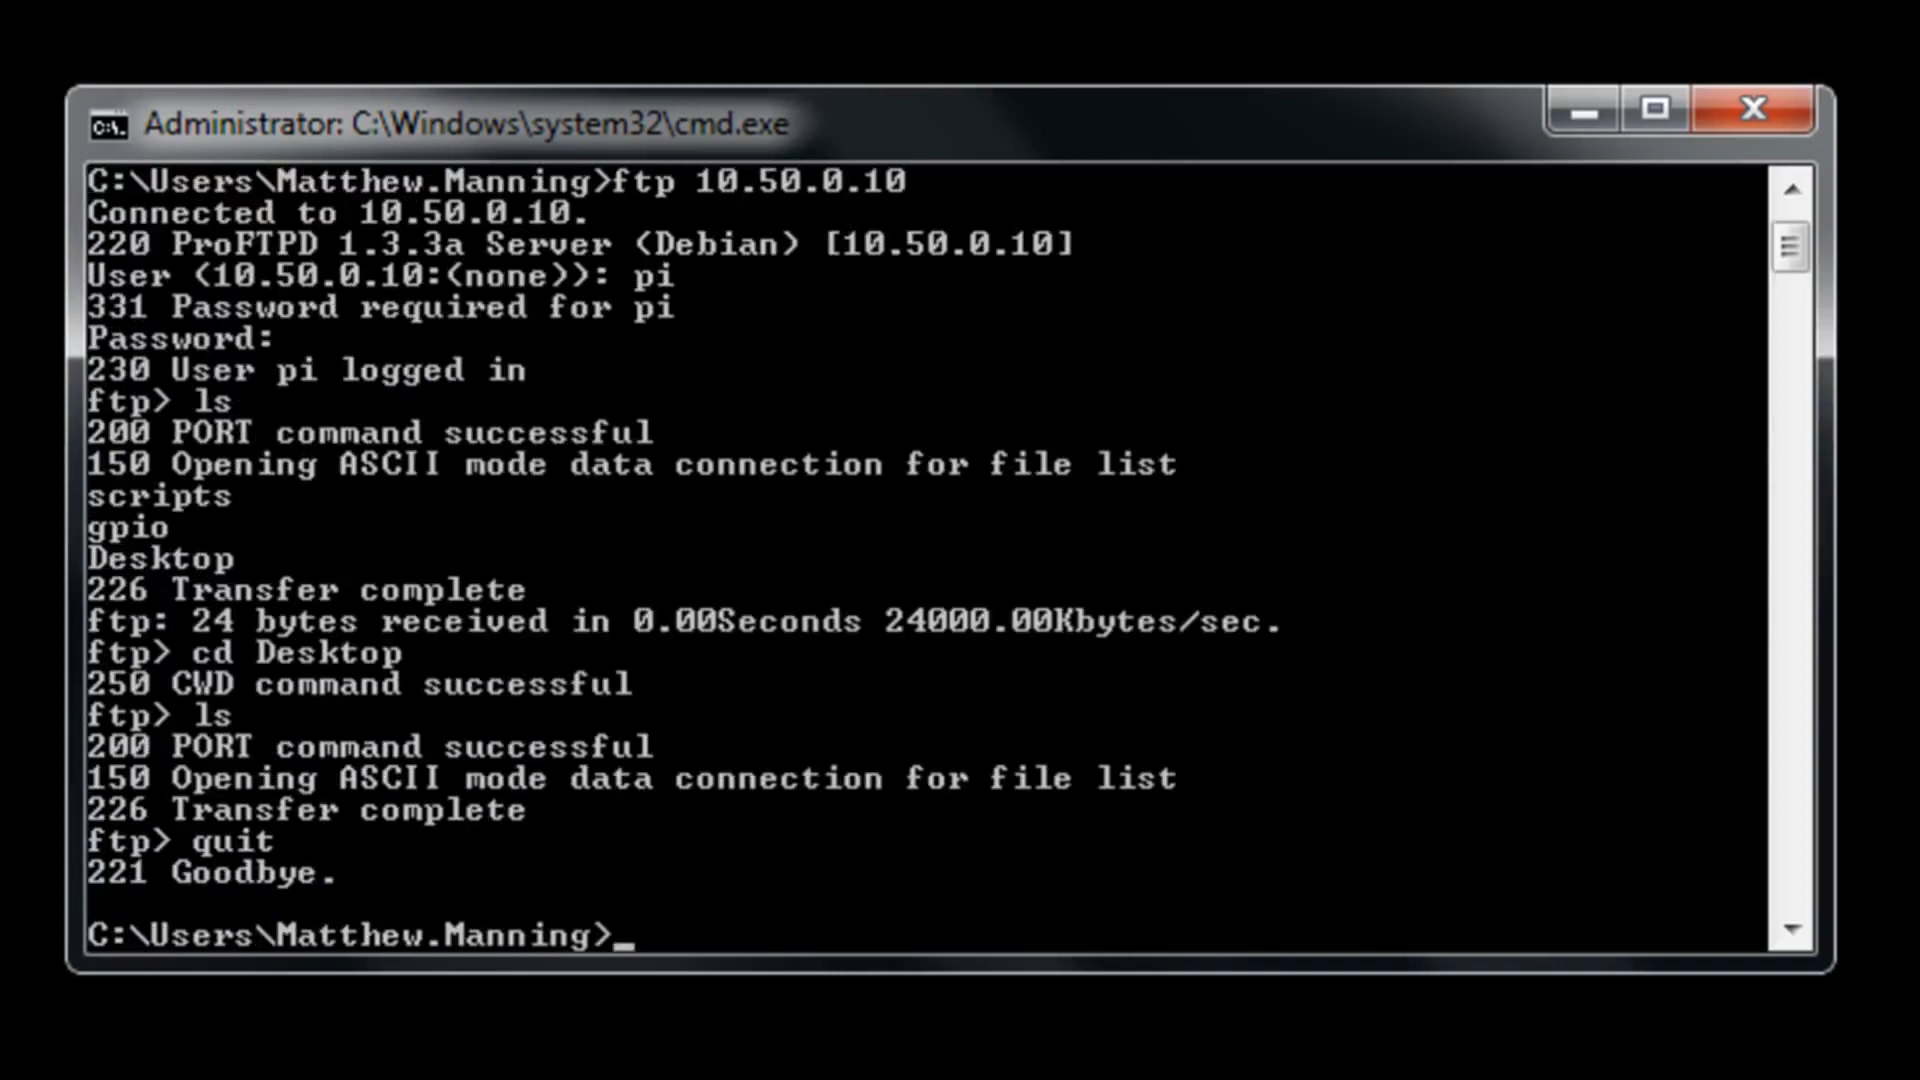 Administrator: C:\Windows\system32\cmd.exe
C:\Users\Matthew.Manning>ftp 10.50.0.10
Connected to 10.50.0.10.
220 ProFTPD 1.3.3a Server (Debian) [10.50.0.10]
User (10.50.0.10:(none)): pi
331 Password required for pi
Password:
230 User pi logged in
ftp> ls
200 PORT command successful
150 Opening ASCII mode data connection for file list
scripts
gpio
Desktop
226 Transfer complete
ftp: 24 bytes received in 0.00Seconds 24000.00Kbytes/sec.
ftp> cd Desktop
250 CWD command successful
ftp> ls
200 PORT command successful
150 Opening ASCII mode data connection for file list
226 Transfer complete
ftp> quit
221 Goodbye.
C:\Users\Matthew.Manning>_